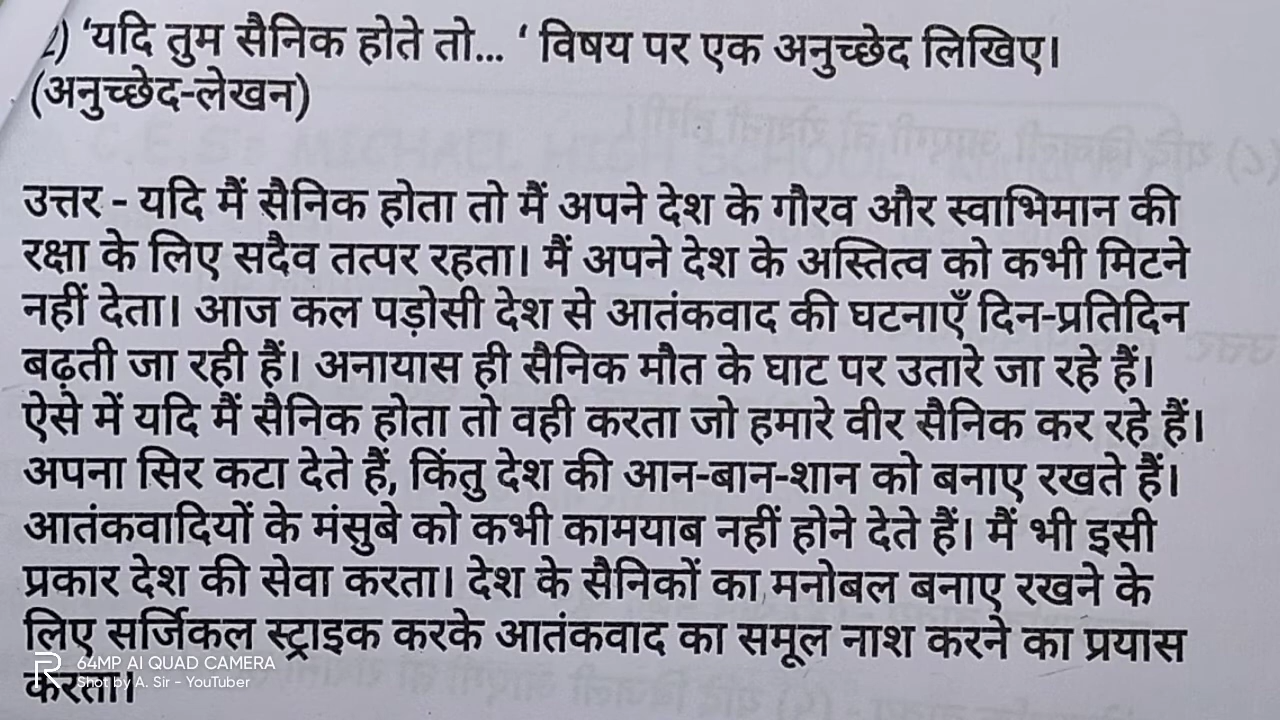 2) 'यदि तुम सैनिक होते तो... ' विषय पर एक अनुच्छेद लिखिए।
(अनुच्छेद-लेखन)
उत्तर - यदि मैं सैनिक होता तो मैं अपने देश के गौरव और स्वाभिमान की
रक्षा के लिए सदैव तत्पर रहता। मैं अपने देश के अस्तित्व को कभी मिटने
नहीं देता। आज कल पड़ोसी देश से आतंकवाद की घटनाएँ दिन-प्रतिदिन
बढ़ती जा रही हैं। अनायास ही सैनिक मौत के घाट पर उतारे जा रहे हैं।
ऐसे में यदि मैं सैनिक होता तो वही करता जो हमारे वीर सैनिक कर रहे हैं।
अपना सिर कटा देते हैं, किंतु देश की आन-बान-शान को बनाए रखते हैं।
आतंकवादियों के मंसुबे को कभी कामयाब नहीं होने देते हैं। मैं भी इसी
प्रकार देश की सेवा करता। देश के सैनिकों का मनोबल बनाए रखने के
लिए सर्जिकल स्ट्राइक करके आतंकवाद का समूल नाश करने का प्रयास
करता।
64MP AI QUAD CAMERA
Shot by A. Sir - YouTuber